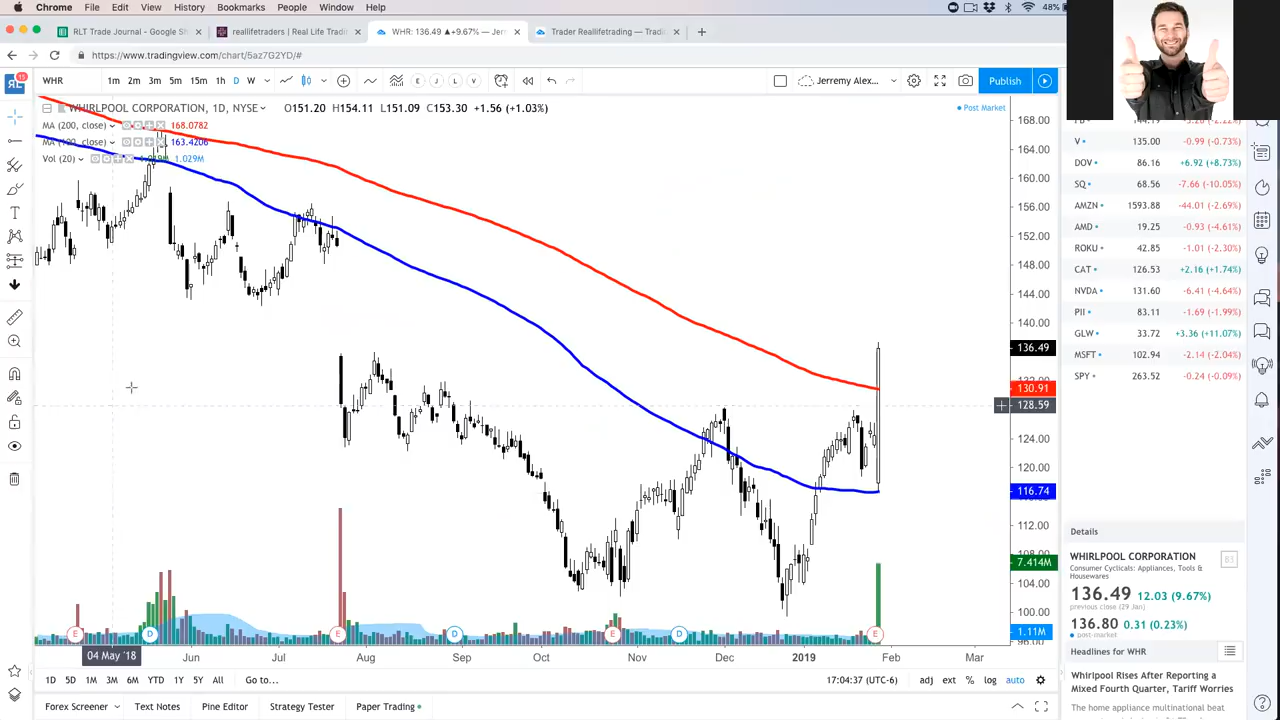 Chrome File Edit View History Bookmarks People Window Help 48%
RLT Trade Journal - Google Sh
reallifetraders | Real Life Tradi
WHR: 136.49 ▲+9.67% — Jerr
Trader Reallifetrading — Tradi
https://www.tradingview.com/chart/5az7G2YD/#
15 WHR 1m 2m 3m 5m 15m 1h D W Jerremy Alex... Publish
WHIRLPOOL CORPORATION, 1D, NYSE O151.20 H154.11 L151.09 C153.30 +1.56 (+1.03%)
Post Market
MA (200, close) 168.0782
163.4206
Vol (20) 1.029M
168.00
164.00
160.00
156.00
152.00
148.00
144.00
140.00
136.49
130.91
128.59
124.00
120.00
116.74
112.00
7.414M
104.00
100.00
1.11M
E D E D E D E
04 May '18 Jun Jul Aug Sep Oct Nov Dec 2019 Feb Mar
1D 5D 1M 3M 6M YTD 1Y 5Y All Go to... 17:04:37 (UTC-6) adj ext % log auto
Forex Screener Text Notes Pine Editor Strategy Tester Paper Trading
V 135.00 -0.99 (-0.73%)
DOV 86.16 +6.92 (+8.73%)
SQ 68.56 -7.66 (-10.05%)
AMZN 1593.88 -44.01 (-2.69%)
AMD 19.25 -0.93 (-4.61%)
ROKU 42.85 -1.01 (-2.30%)
CAT 126.53 +2.16 (+1.74%)
NVDA 131.60 -6.41 (-4.64%)
PII 83.11 -1.69 (-1.99%)
GLW 33.72 +3.36 (+11.07%)
MSFT 102.94 -2.14 (-2.04%)
SPY 263.52 -0.24 (-0.09%)
Details
WHIRLPOOL CORPORATION
Consumer Cyclicals: Appliances, Tools &
Housewares
136.49 12.03 (9.67%)
previous close (29 Jan)
136.80 0.31 (0.23%)
post-market
Headlines for WHR
Whirlpool Rises After Reporting a
Mixed Fourth Quarter, Tariff Worries
The home appliance multinational beat